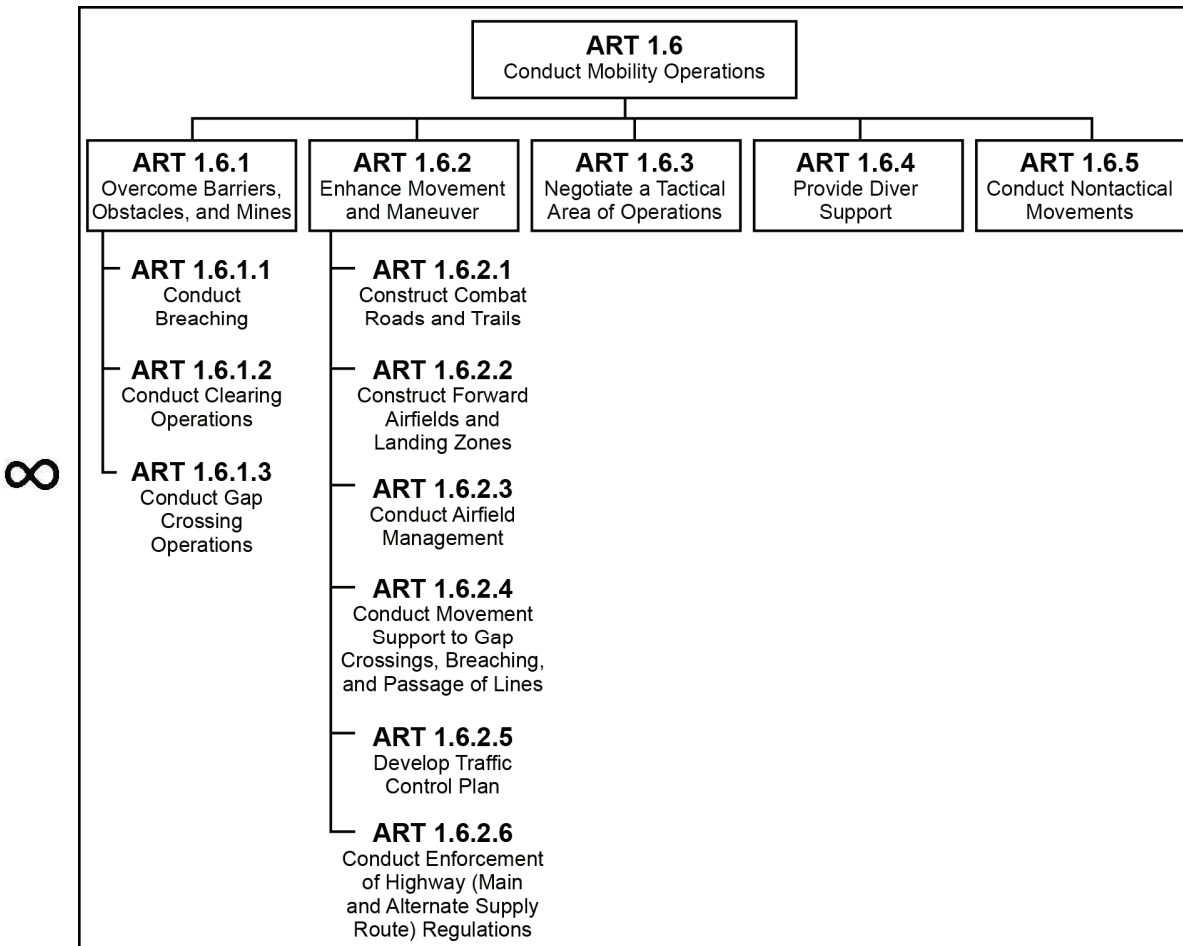 ART 1.6
Conduct Mobility Operations
ART 1.6.1
Overcome Barriers,
Obstacles, and Mines
ART 1.6.2
Enhance Movement
and Maneuver
ART 1.6.3
Negotiate a Tactical
Area of Operations
ART 1.6.4
Provide Diver
Support
ART 1.6.5
Conduct Nontactical
Movements
ART 1.6.1.1
Conduct
Breaching
ART 1.6.1.2
Conduct Clearing
Operations
ART 1.6.1.3
Conduct Gap
Crossing
Operations
ART 1.6.2.1
Construct Combat
Roads and Trails
ART 1.6.2.2
Construct Forward
Airfields and
Landing Zones
ART 1.6.2.3
Conduct Airfield
Management
ART 1.6.2.4
Conduct Movement
Support to Gap
Crossings, Breaching,
and Passage of Lines
ART 1.6.2.5
Develop Traffic
Control Plan
ART 1.6.2.6
Conduct Enforcement
of Highway (Main
and Alternate Supply
Route) Regulations
∞